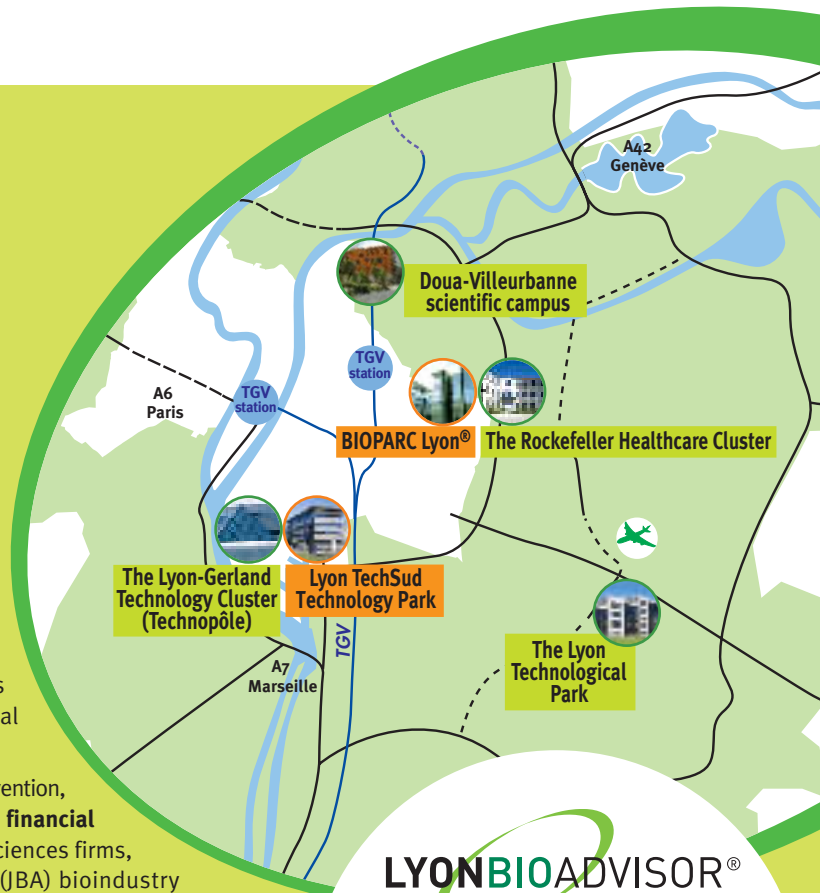 A42
Genève
Doua-Villeurbanne
scientific campus
TGV
station
A6
Paris
TGV
station
BIOPARC Lyon®
The Rockefeller Healthcare Cluster
The Lyon-Gerland
Technology Cluster
(Technopôle)
Lyon TechSud
Technology Park
The Lyon
Technological
Park
TGV
A7
Marseille
s
al
vention,
financial
ciences firms,
(JBA) bioindustry
LYONBIOADVISOR®